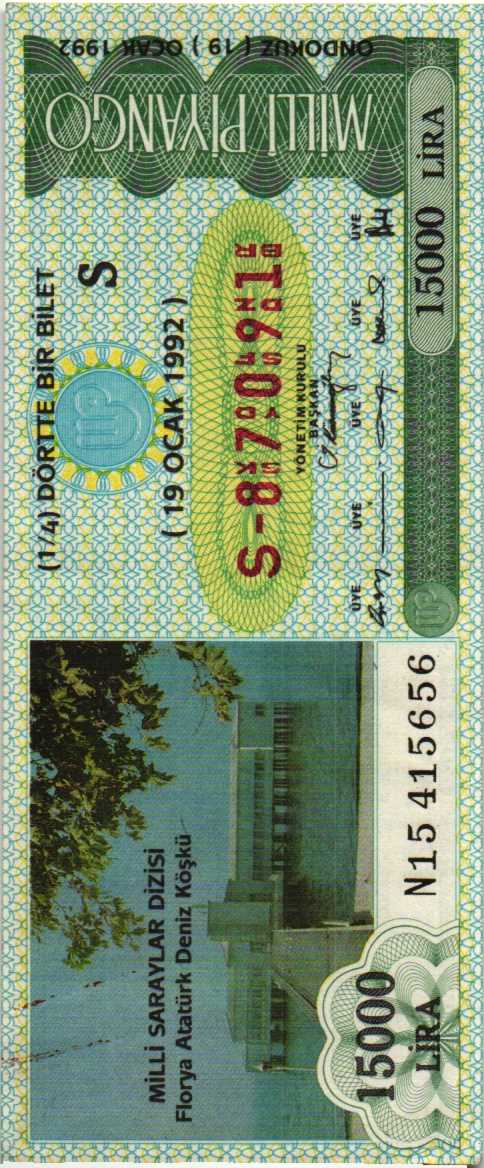 MİLLİ SARAYLAR DİZİSİ
Florya Atatürk Deniz Köşkü
15000
LİRA
N15 415656
(1/4) DÖRTTE BİR BİLET
S
( 19 OCAK 1992 )
S-870911
YÖNETİM KURULU
BAŞKAN
ÜYE ÜYE ÜYE ÜYE ÜYE
15000 LİRA
MİLLİ PİYANGO
ONDOKUZ ( 19 ) OCAK 1992